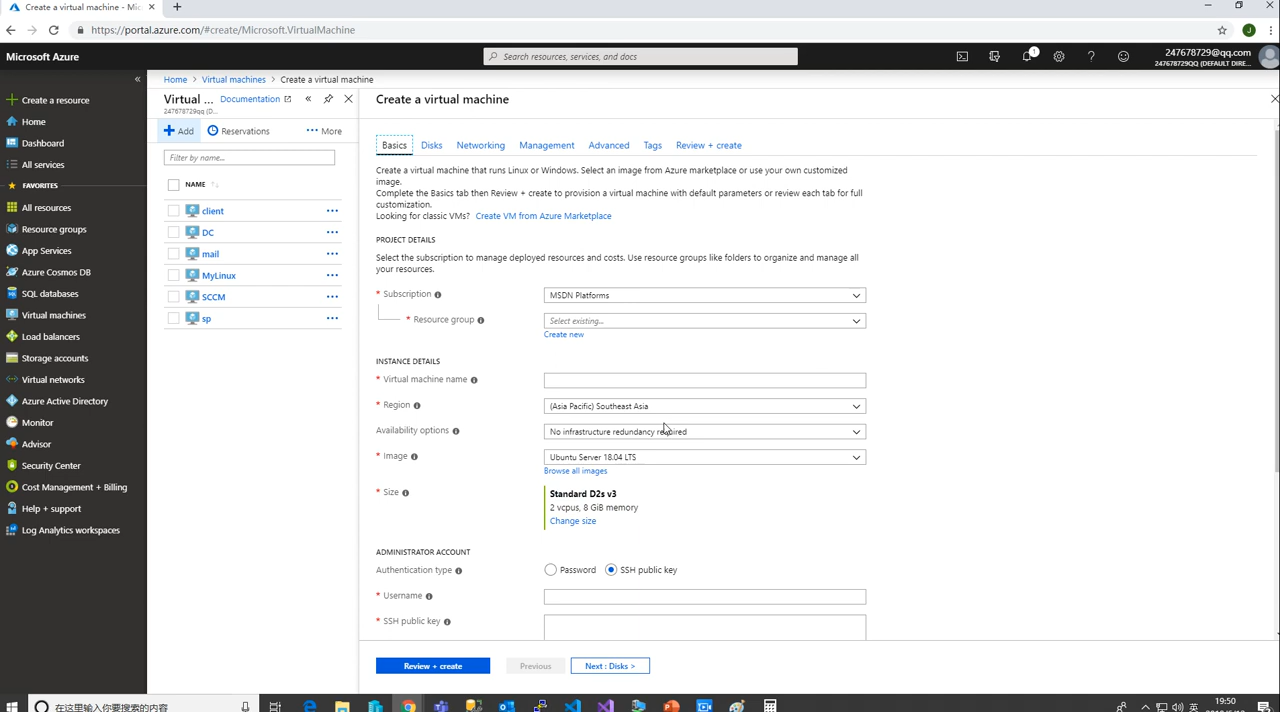 Create a virtual machine - Mic
https://portal.azure.com/#create/Microsoft.VirtualMachine
J
Microsoft Azure
Search resources, services, and docs
1
247678729@qq.com
247678729QQ (DEFAULT DIRE...
Create a resource
Home
Dashboard
All services
FAVORITES
All resources
Resource groups
App Services
Azure Cosmos DB
SQL databases
Virtual machines
Load balancers
Storage accounts
Virtual networks
Azure Active Directory
Monitor
Advisor
Security Center
Cost Management + Billing
Help + support
Log Analytics workspaces
Home > Virtual machines > Create a virtual machine
Virtual ... Documentation
247678729qq (D...
Add Reservations More
Filter by name...
NAME
client
DC
mail
MyLinux
SCCM
sp
Create a virtual machine
Basics Disks Networking Management Advanced Tags Review + create
Create a virtual machine that runs Linux or Windows. Select an image from Azure marketplace or use your own customized
image.
Complete the Basics tab then Review + create to provision a virtual machine with default parameters or review each tab for full
customization.
Looking for classic VMs? Create VM from Azure Marketplace
PROJECT DETAILS
Select the subscription to manage deployed resources and costs. Use resource groups like folders to organize and manage all
your resources.
* Subscription MSDN Platforms
* Resource group Select existing...
Create new
INSTANCE DETAILS
* Virtual machine name
* Region (Asia Pacific) Southeast Asia
Availability options No infrastructure redundancy required
* Image Ubuntu Server 18.04 LTS
Browse all images
* Size Standard D2s v3
2 vcpus, 8 GiB memory
Change size
ADMINISTRATOR ACCOUNT
Authentication type Password SSH public key
* Username
* SSH public key
Review + create Previous Next : Disks >
在这里输入你要搜索的内容
英
19:50